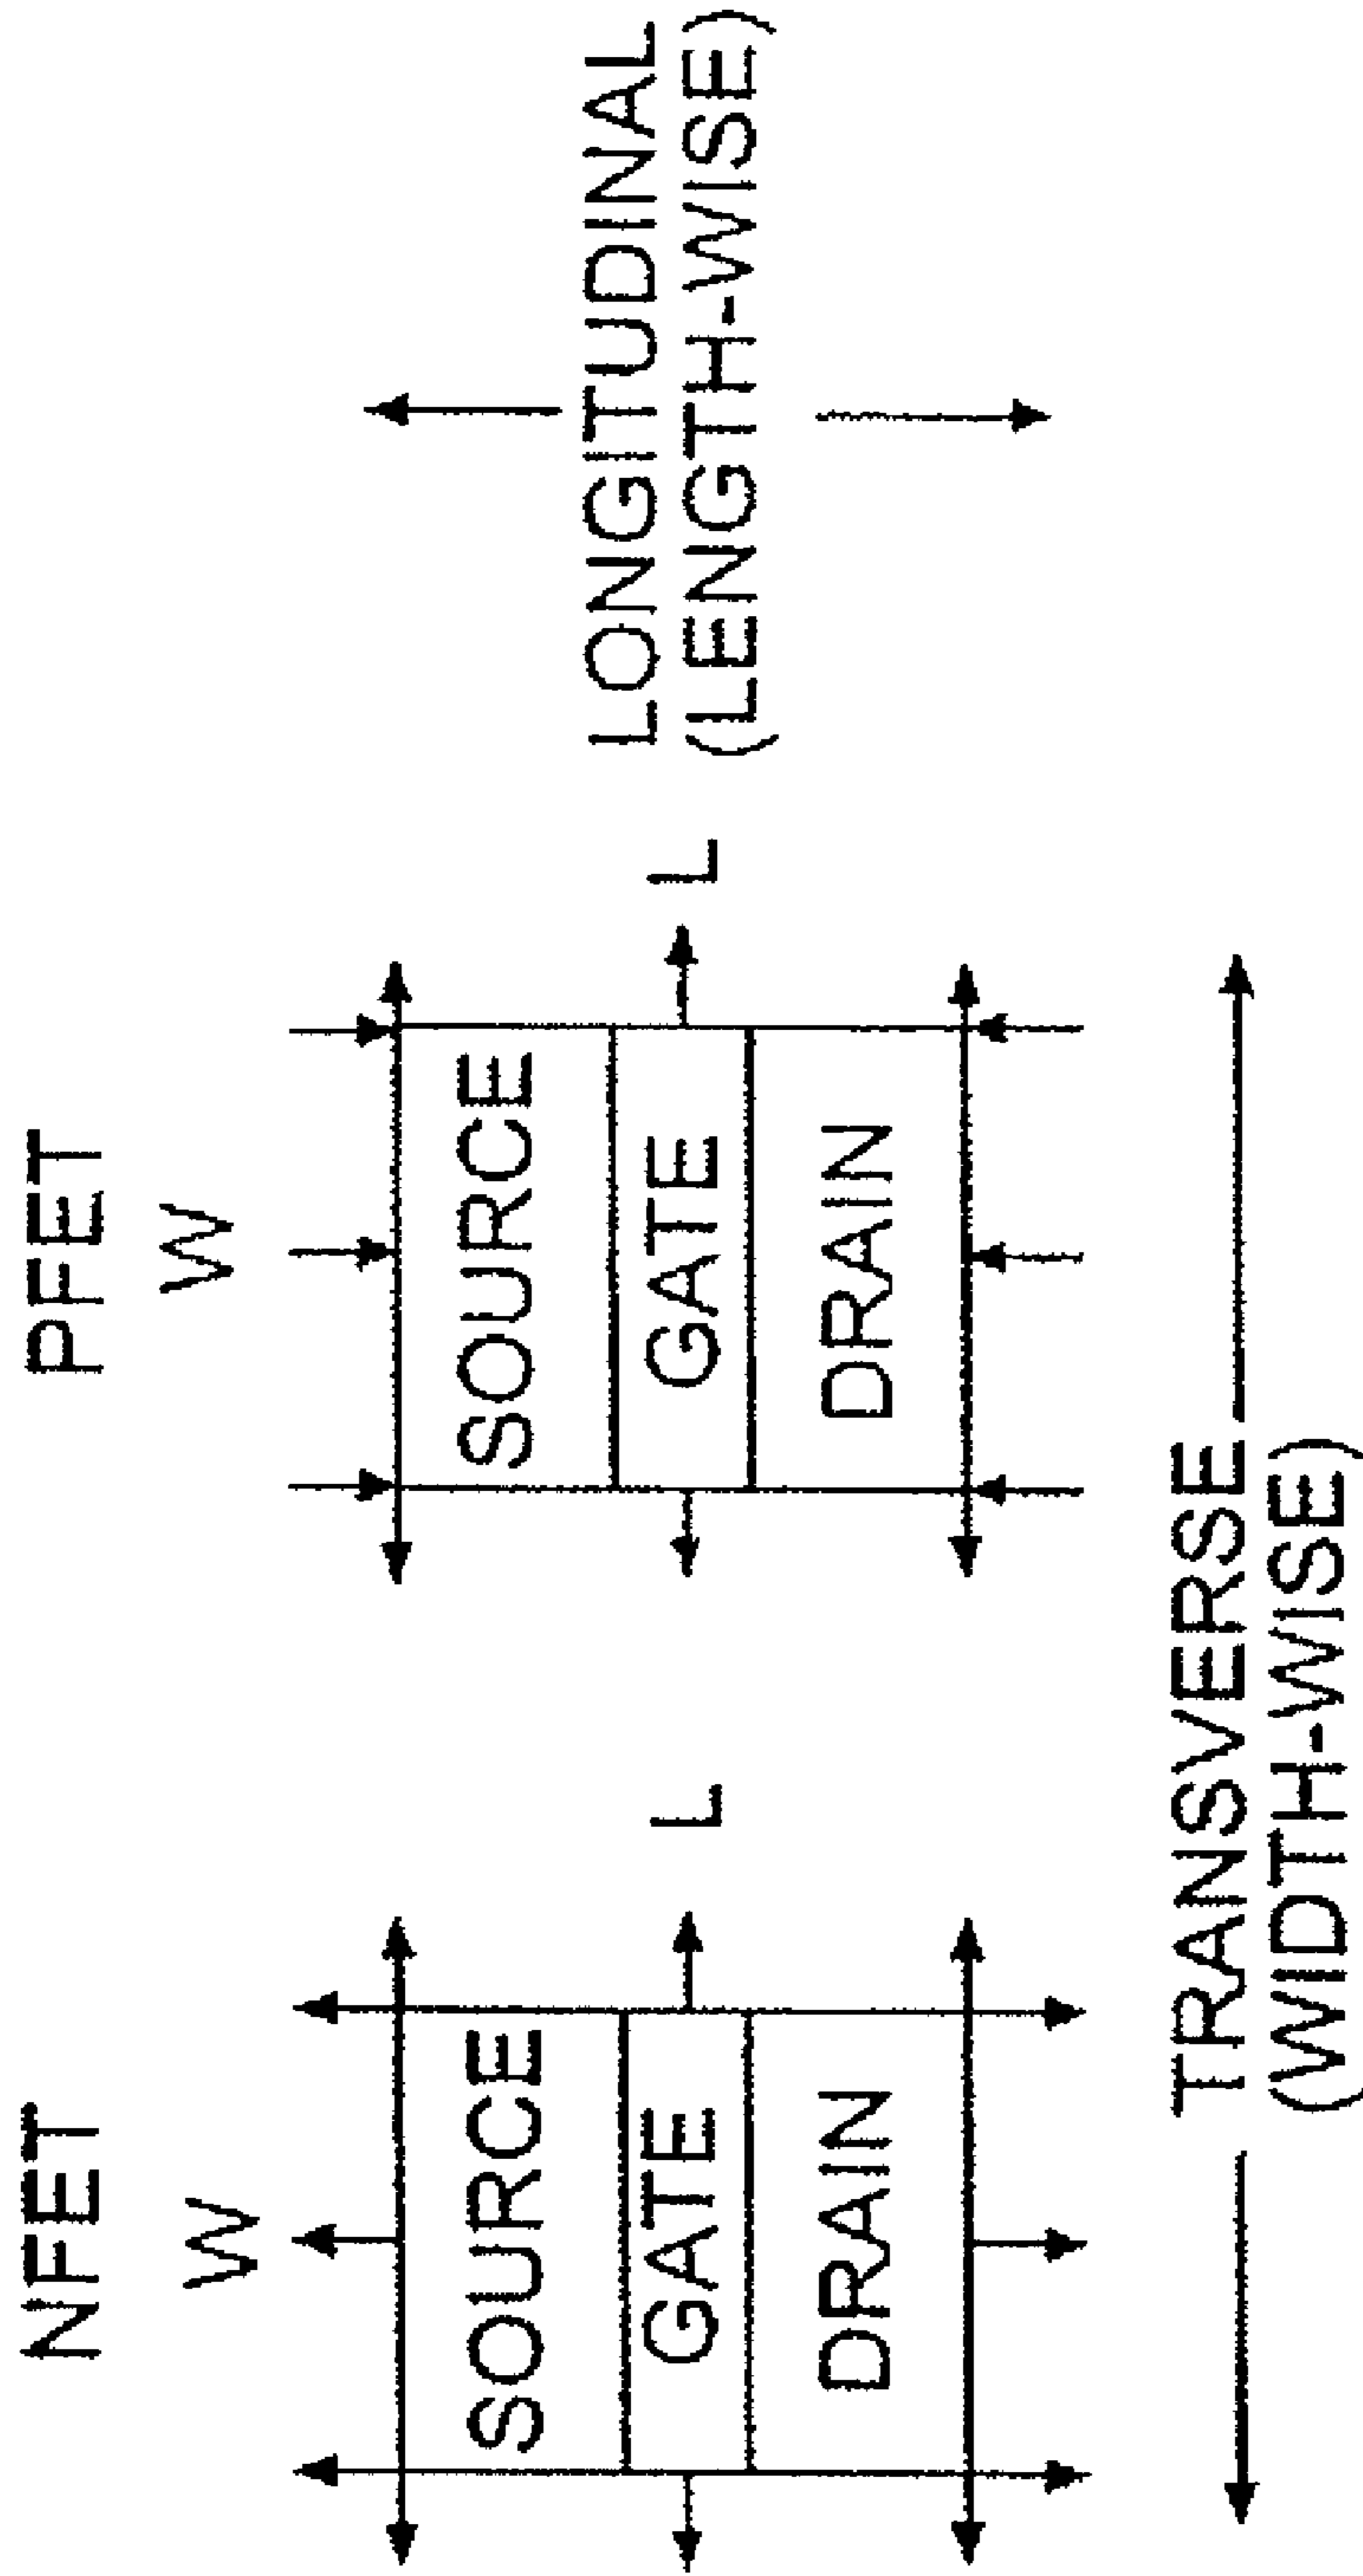 NFET
W
SOURCE
GATE
DRAIN
L
PFET
W
SOURCE
GATE
DRAIN
L
LONGITUDINAL
(LENGTH-WISE)
TRANSVERSE
(WIDTH-WISE)